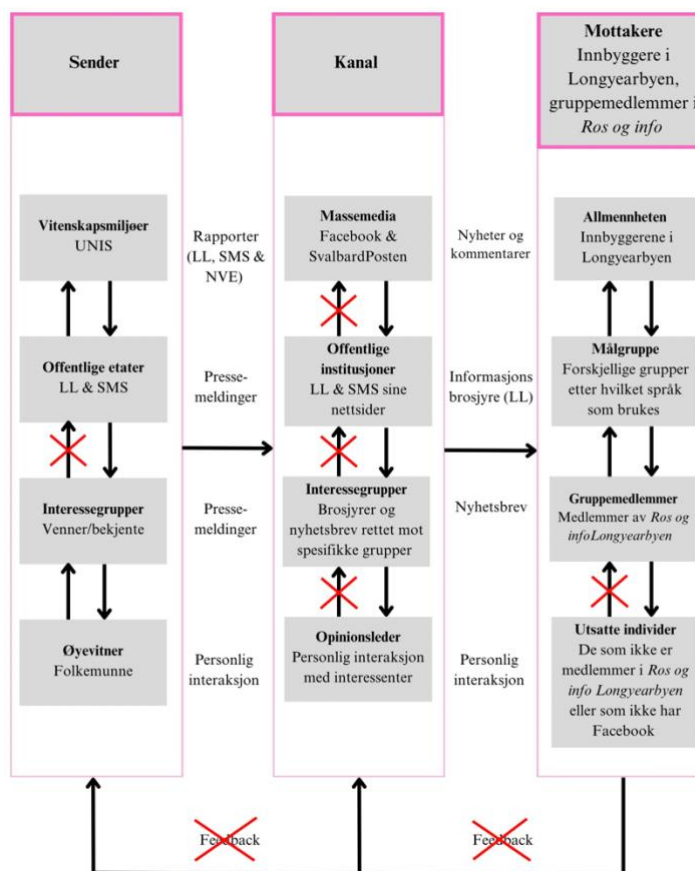 Sender
Kanal
Mottakere
Innbyggere i
Longyearbyen,
gruppemedlemmer i
Ros og info
Vitenskapsmiljøer
UNIS
Rapporter
(LL, SMS &
NVE)
Massemedia
Facebook &
SvalbardPosten
Nyheter og
kommentarer
Allmennheten
Innbyggerene i
Longyearbyen
Offentlige etater
LL & SMS
Presse-
meldinger
Offentlige
institusjoner
LL & SMS sine
nettsider
Informasjons
brosjyre (LL)
Målgruppe
Forskjellige grupper
etter hvilket språk
som brukes
Interessegrupper
Venner/bekjente
Presse-
meldinger
Interessegrupper
Brosjyrer og
nyhetsbrev rettet mot
spesifikke grupper
Nyhetsbrev
Gruppemedlemmer
Medlemmer av Ros og
infoLongyearbyen
Øyevitner
Folkemunne
Personlig
interaksjon
Opinionsleder
Personlig interaksjon
med interessenter
Personlig
interaksjon
Utsatte individer
De som ikke er
medlemmer i Ros og
info Longyearbyen
eller som ikke har
Facebook
Feedback
Feedback